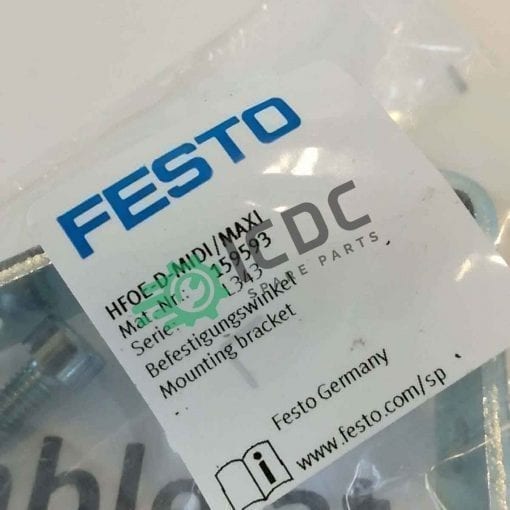 FESTO
HFOE-D-MIDI/MAXI
Mat. Nr.: 159593
Serie: L343
Befestigungswinkel
Mounting bracket
Festo Germany
www.festo.com/sp
ICDC
SPARE PARTS